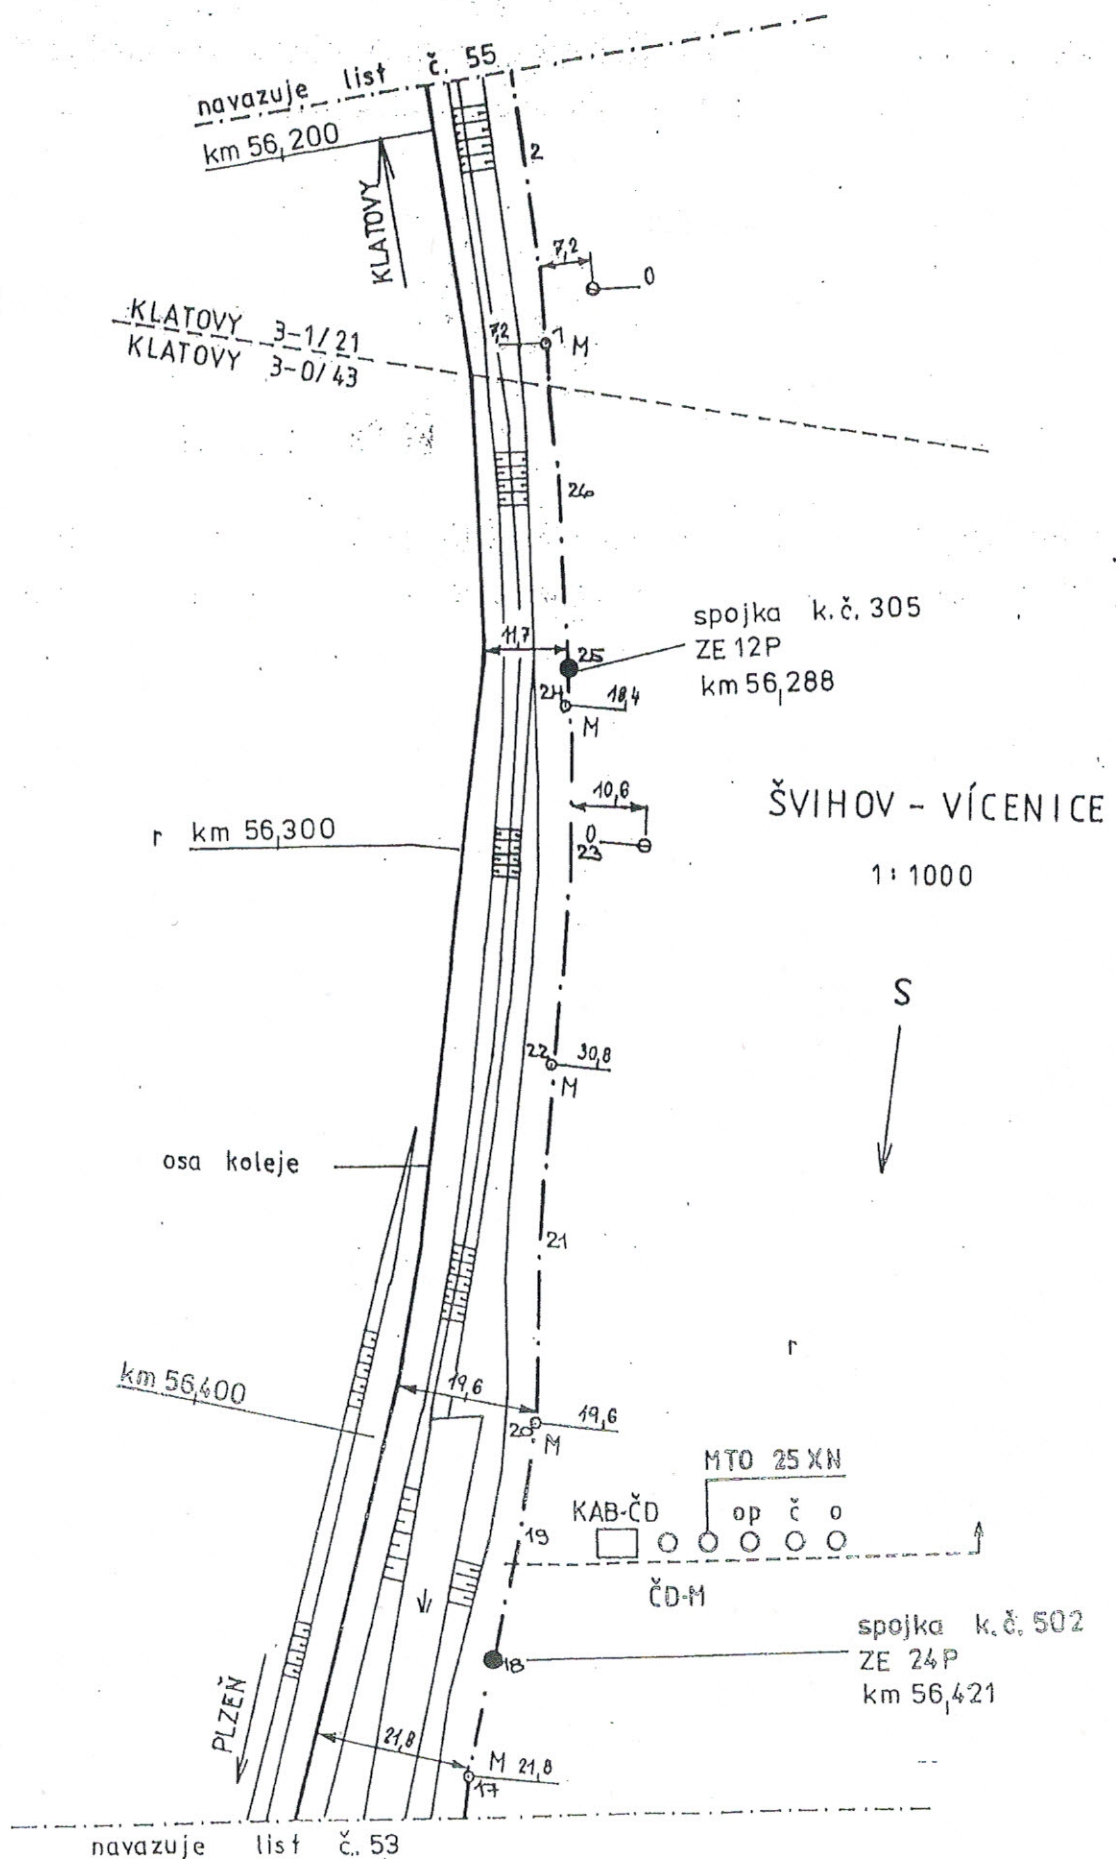 navazuje list č. 55
km 56,200
KLATOVY
2
7,2
O
KLATOVY 3-1/21
KLATOVY 3-0/43
7,2
1
M
26
11,7
25
spojka k.č. 305
ZE 12P
km 56,288
24
18,4
M
10,6
O
23
ŠVIHOV - VÍCENICE
1:1000
r km 56,300
S
22
30,8
M
osa koleje
21
r
km 56,400
19,6
20
19,6
M
MTO 25 XN
KAB-ČD op č o
19
ČD-M
spojka k.č. 502
ZE 24P
km 56,421
18
PLZEŇ
21,8
M 21,8
17
navazuje list č. 53